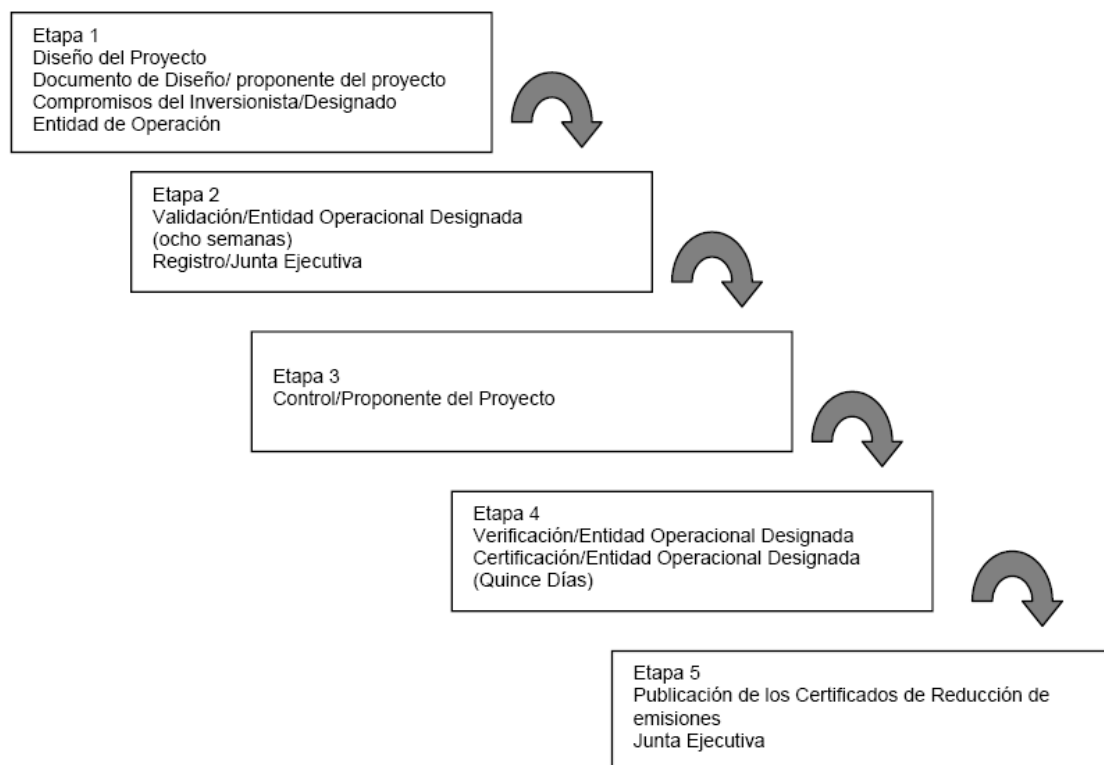 Etapa 1
Diseño del Proyecto
Documento de Diseño/ proponente del proyecto
Compromisos del Inversionista/Designado
Entidad de Operación
Etapa 2
Validación/Entidad Operacional Designada
(ocho semanas)
Registro/Junta Ejecutiva
Etapa 3
Control/Proponente del Proyecto
Etapa 4
Verificación/Entidad Operacional Designada
Certificación/Entidad Operacional Designada
(Quince Días)
Etapa 5
Publicación de los Certificados de Reducción de
emisiones
Junta Ejecutiva